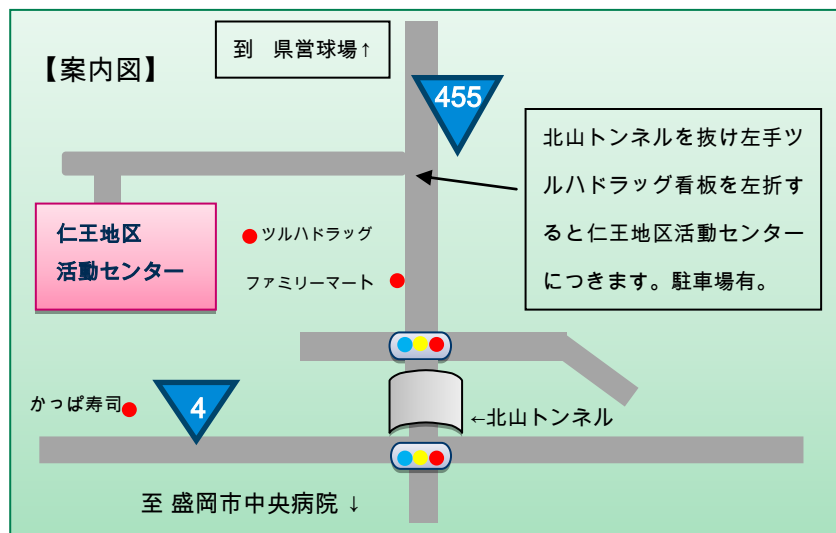 到　県営球場↑
【案内図】
455
北山トンネルを抜け左手ツ
ルハドラッグ看板を左折す
ると仁王地区活動センター
につきます。駐車場有。
仁王地区
活動センター
ツルハドラッグ
ファミリーマート
かっぱ寿司
4
←北山トンネル
至 盛岡市中央病院 ↓